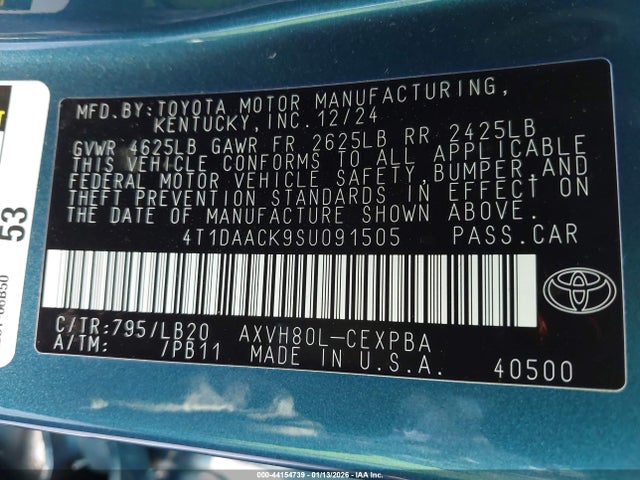 MFD.BY:TOYOTA MOTOR MANUFACTURING,
KENTUCKY,INC.12/24
GVWR 4625LB GAWR FR 2625LB RR 2425LB
THIS VEHICLE CONFORMS TO ALL APPLICABLE
FEDERAL MOTOR VEHICLE SAFETY,BUMPER,AND
THEFT PREVENTION STANDARDS IN EFFECT ON
THE DATE OF MANUFACTURE SHOWN ABOVE.
4T1DAACK9SU091505 PASS.CAR
C/TR:795/LB20 AXVH80L-CEXPBA
A/TM: /PB11 MADE IN U.S.A.
40500
53
000-44154739 - 01/13/2026 - IAA Inc.